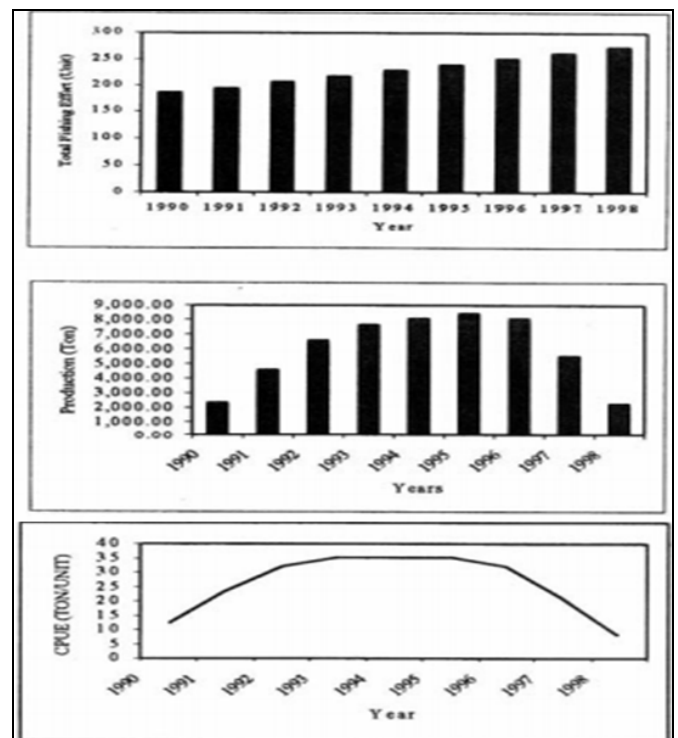 300
250
200
150
100
50
0
Total Fishing Effort (Unit)
1990 1991 1992 1993 1994 1995 1996 1997 1998
Year
9,000.00
8,000.00
7,000.00
6,000.00
5,000.00
4,000.00
3,000.00
2,000.00
1,000.00
0.00
Production (Ton)
1990 1991 1992 1993 1994 1995 1996 1997 1998
Years
40
35
30
25
20
15
10
5
0
CPUE (TON/UNIT)
1990 1991 1992 1993 1994 1995 1996 1997 1998
Year